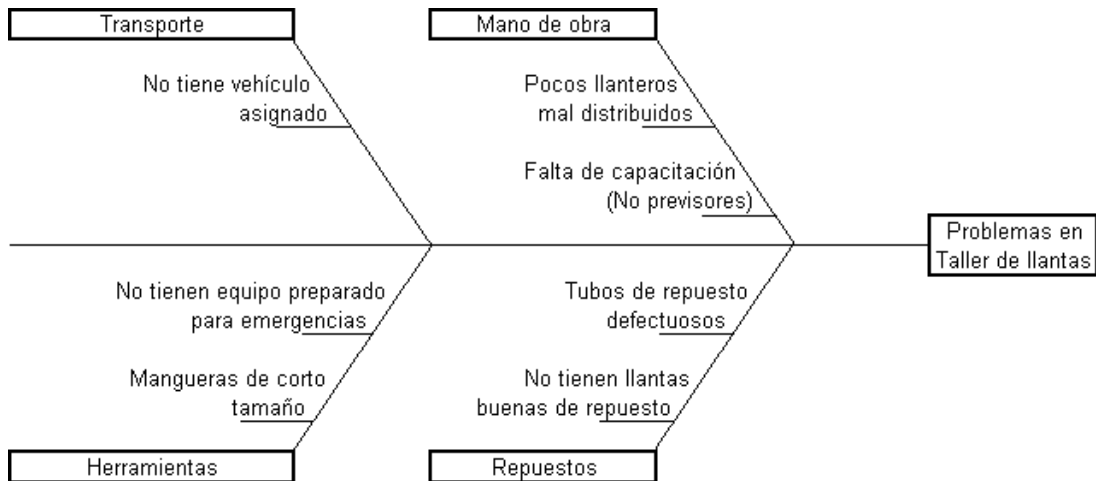 Transporte
Mano de obra
No tiene vehículo
asignado
Pocos llanteros
mal distribuidos
Falta de capacitación
(No previsores)
Problemas en
Taller de llantas
No tienen equipo preparado
para emergencias
Tubos de repuesto
defectuosos
Mangueras de corto
tamaño
No tienen llantas
buenas de repuesto
Herramientas
Repuestos